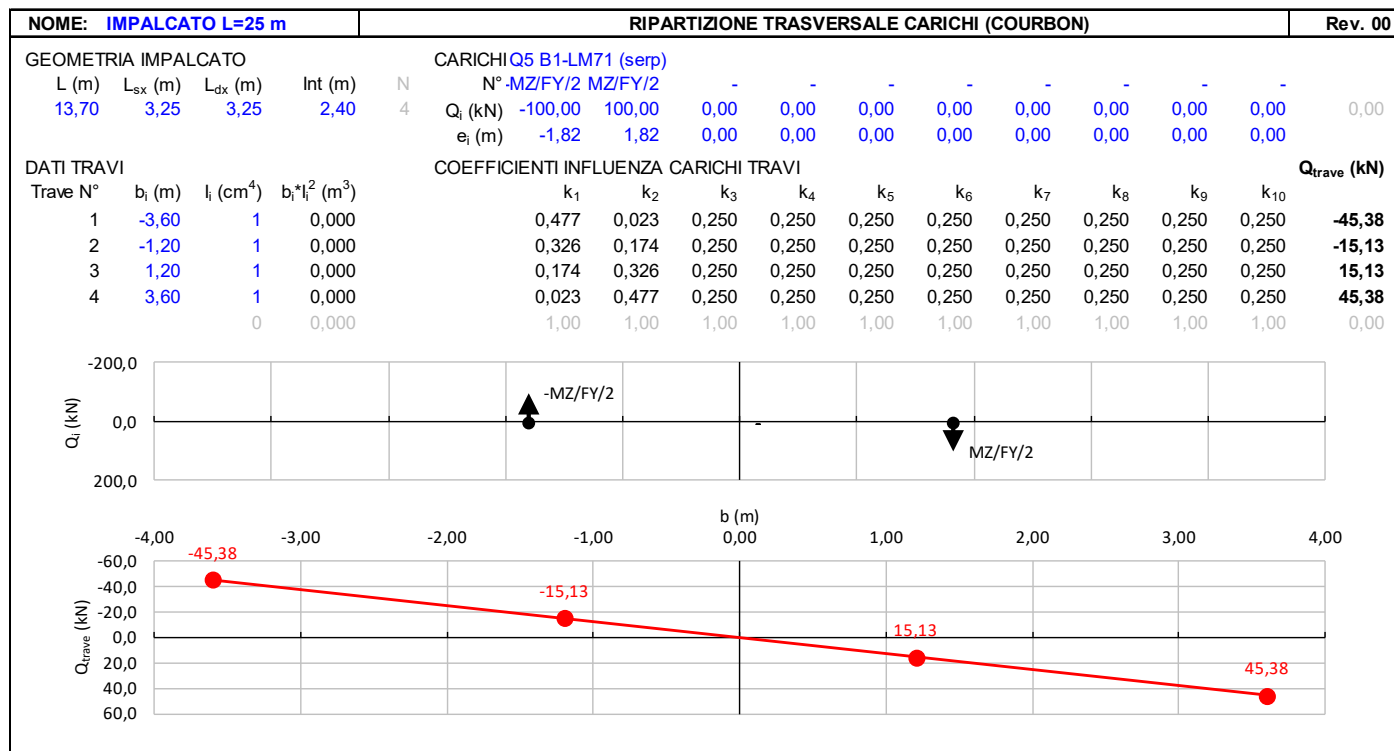 NOME: IMPALCATO L=25 m RIPARTIZIONE TRASVERSALE CARICHI (COURBON) Rev. 00
GEOMETRIA IMPALCATO CARICHI Q5 B1-LM71 (serp)
L (m) Lsx (m) Ldx (m) Int (m) N N° -MZ/FY/2 MZ/FY/2 - - - - - - - -
13,70 3,25 3,25 2,40 4 Qi (kN) -100,00 100,00 0,00 0,00 0,00 0,00 0,00 0,00 0,00 0,00 0,00
ei (m) -1,82 1,82 0,00 0,00 0,00 0,00 0,00 0,00 0,00 0,00
DATI TRAVI COEFFICIENTI INFLUENZA CARICHI TRAVI Qtrave (kN)
Trave N° bi (m) Ii (cm4) bi*Ii2 (m3) k1 k2 k3 k4 k5 k6 k7 k8 k9 k10
1 -3,60 1 0,000 0,477 0,023 0,250 0,250 0,250 0,250 0,250 0,250 0,250 0,250 -45,38
2 -1,20 1 0,000 0,326 0,174 0,250 0,250 0,250 0,250 0,250 0,250 0,250 0,250 -15,13
3 1,20 1 0,000 0,174 0,326 0,250 0,250 0,250 0,250 0,250 0,250 0,250 0,250 15,13
4 3,60 1 0,000 0,023 0,477 0,250 0,250 0,250 0,250 0,250 0,250 0,250 0,250 45,38
0 0,000 1,00 1,00 1,00 1,00 1,00 1,00 1,00 1,00 1,00 1,00 0,00
-200,0
-MZ/FY/2
Qi (kN)
0,0
-
MZ/FY/2
200,0
b (m)
-4,00 -3,00 -2,00 -1,00 0,00 1,00 2,00 3,00 4,00
-60,0
-45,38
-40,0
-15,13
-20,0
Qtrave (kN)
0,0
15,13
20,0
45,38
40,0
60,0